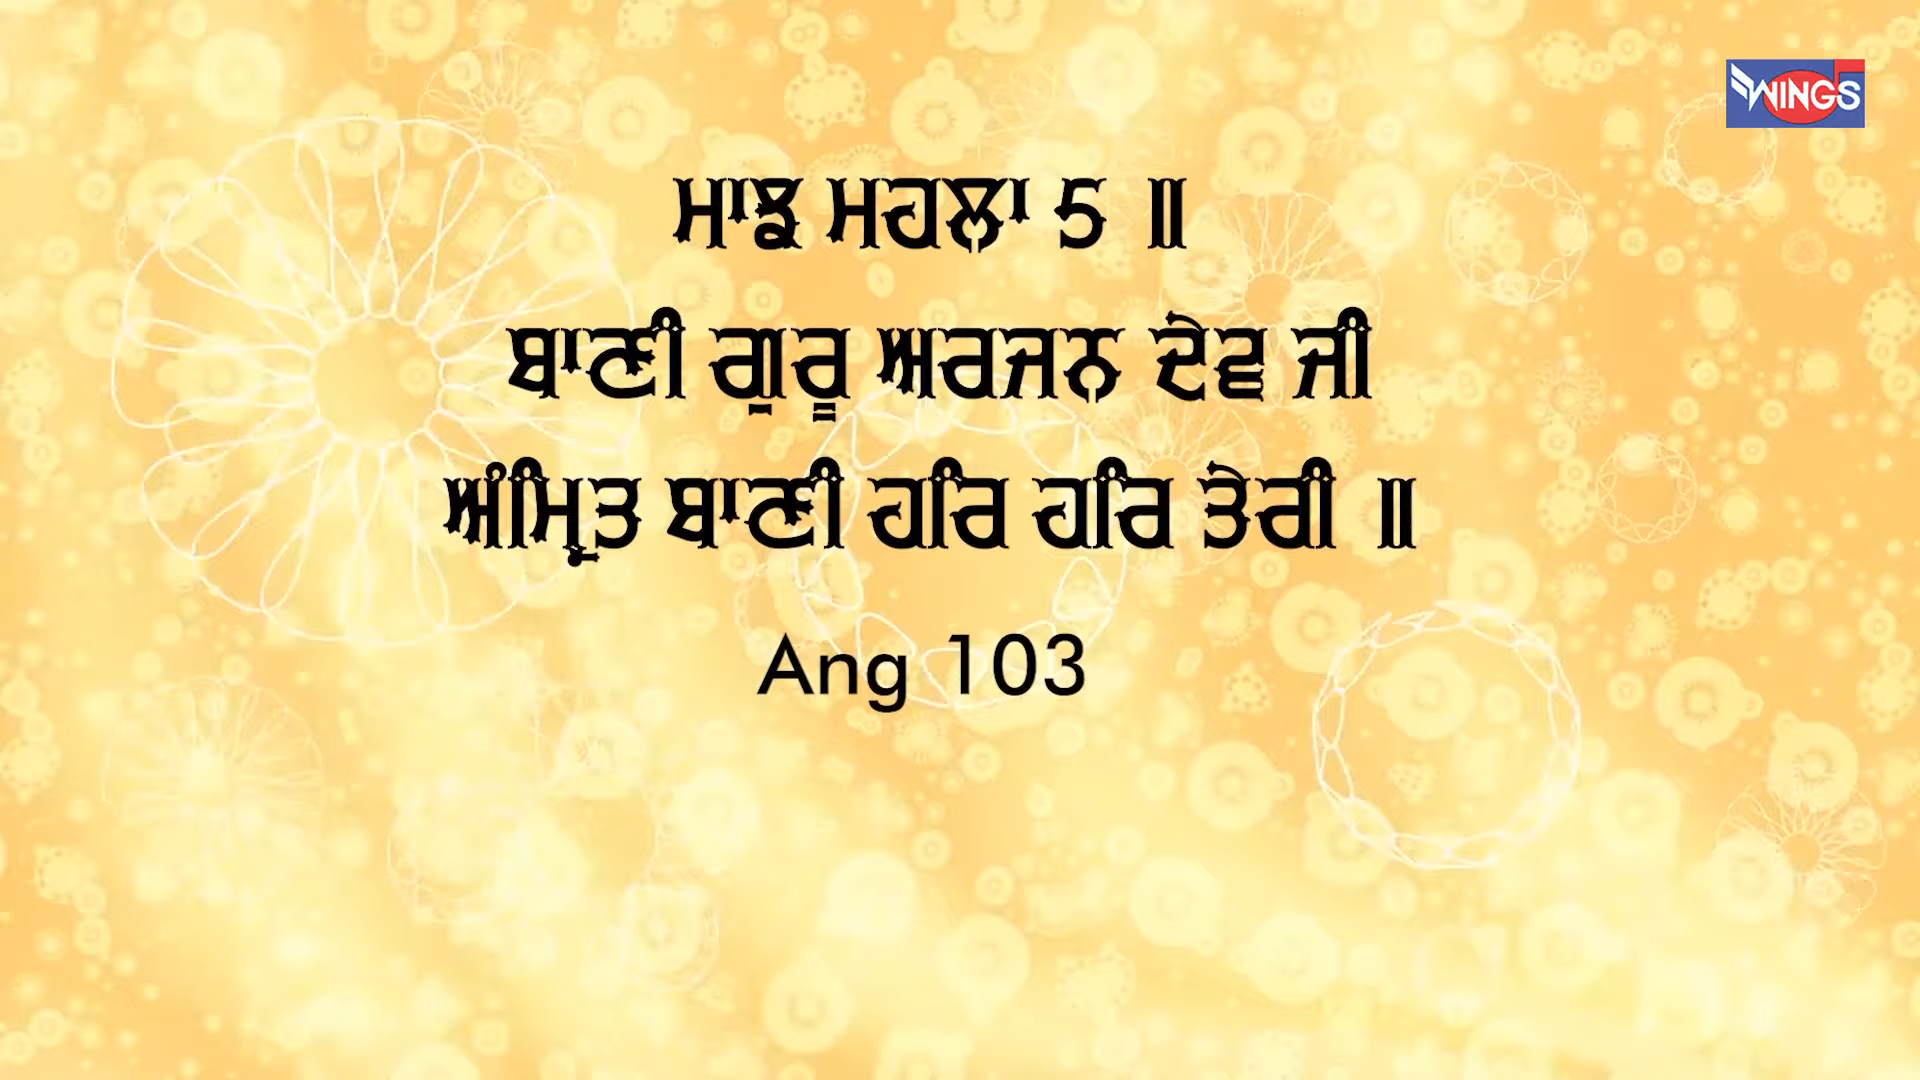 WINGS
ਮਾਝ ਮਹਲਾ 5 ॥
ਬਾਣੀ ਗੁਰੂ ਅਰਜਨ ਦੇਵ ਜੀ
ਅੰਮ੍ਰਿਤ ਬਾਣੀ ਹਰਿ ਹਰਿ ਤੇਰੀ ॥
Ang 103